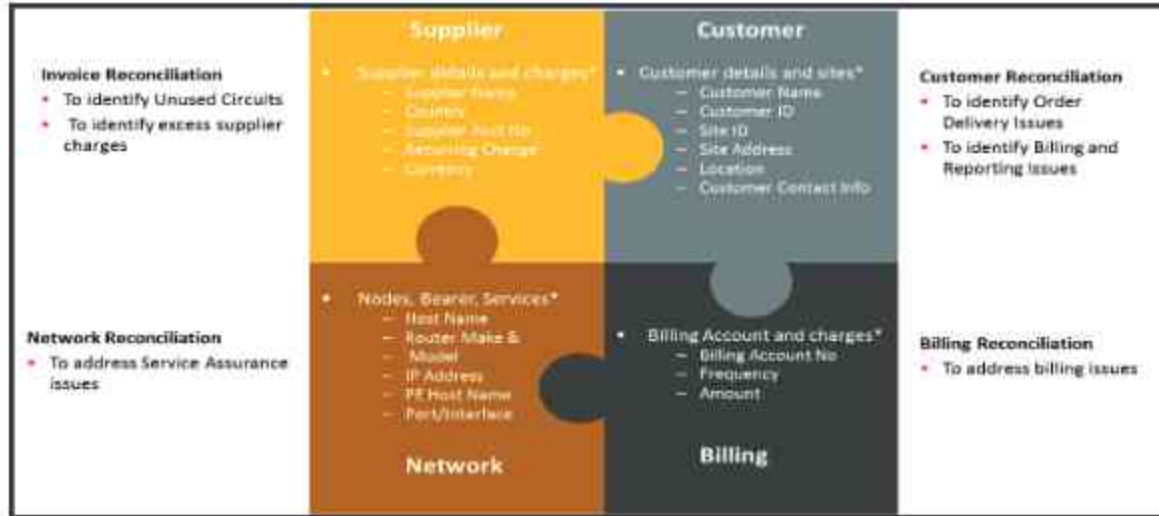 Supplier
Customer
Invoice Reconciliation
• To identify Unused Circuits
• To identify excess supplier
charges
• Supplier details and charges*
– Supplier Name
– Country
– Supplier Acct No
– Recurring Charge
– Currency
• Customer details and sites*
– Customer Name
– Customer ID
– Site ID
– Site Address
– Location
– Customer Contact Info
Customer Reconciliation
• To identify Order
Delivery Issues
• To identify Billing and
Reporting Issues
Network Reconciliation
• To address Service Assurance
issues
• Nodes, Bearer, Services*
– Host Name
– Router Make &
– Model
– IP Address
– PE Host Name
– Port/Interface
Network
• Billing Account and charges*
– Billing Account No
– Frequency
– Amount
Billing
Billing Reconciliation
• To address billing issues